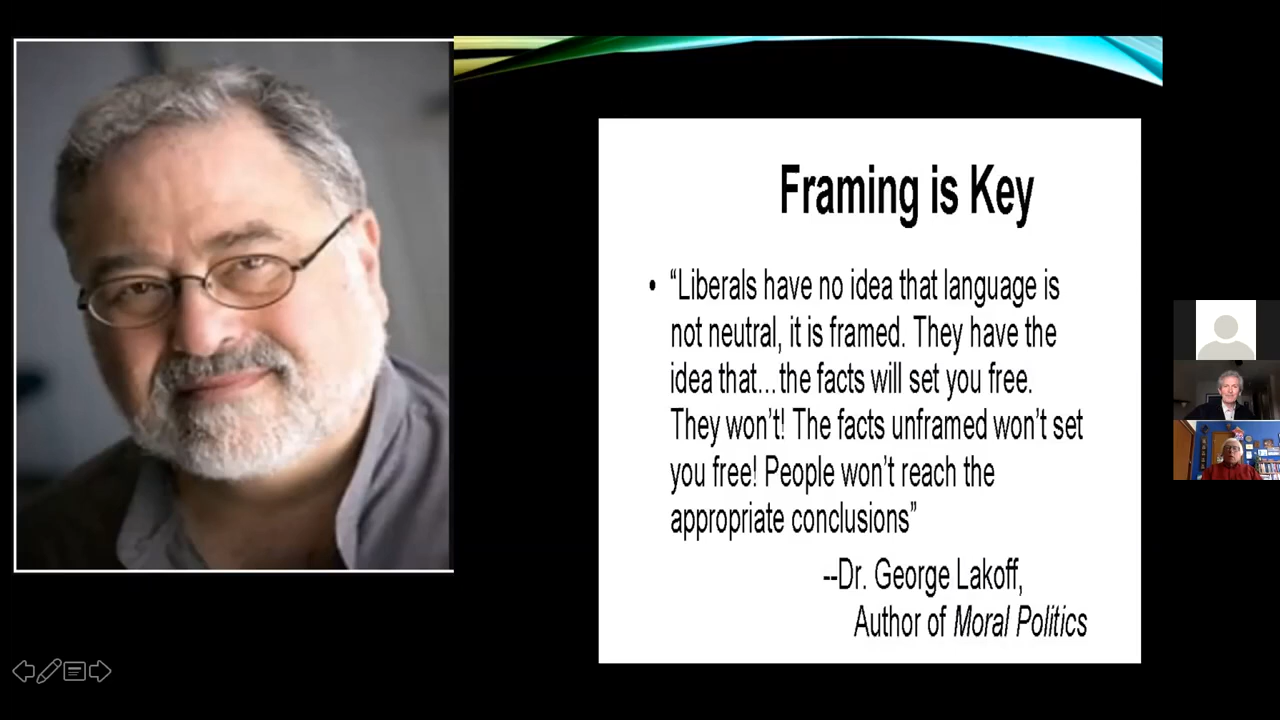 Framing is Key
• “Liberals have no idea that language is
not neutral, it is framed. They have the
idea that...the facts will set you free.
They won’t! The facts unframed won’t set
you free! People won’t reach the
appropriate conclusions”
--Dr. George Lakoff,
Author of Moral Politics